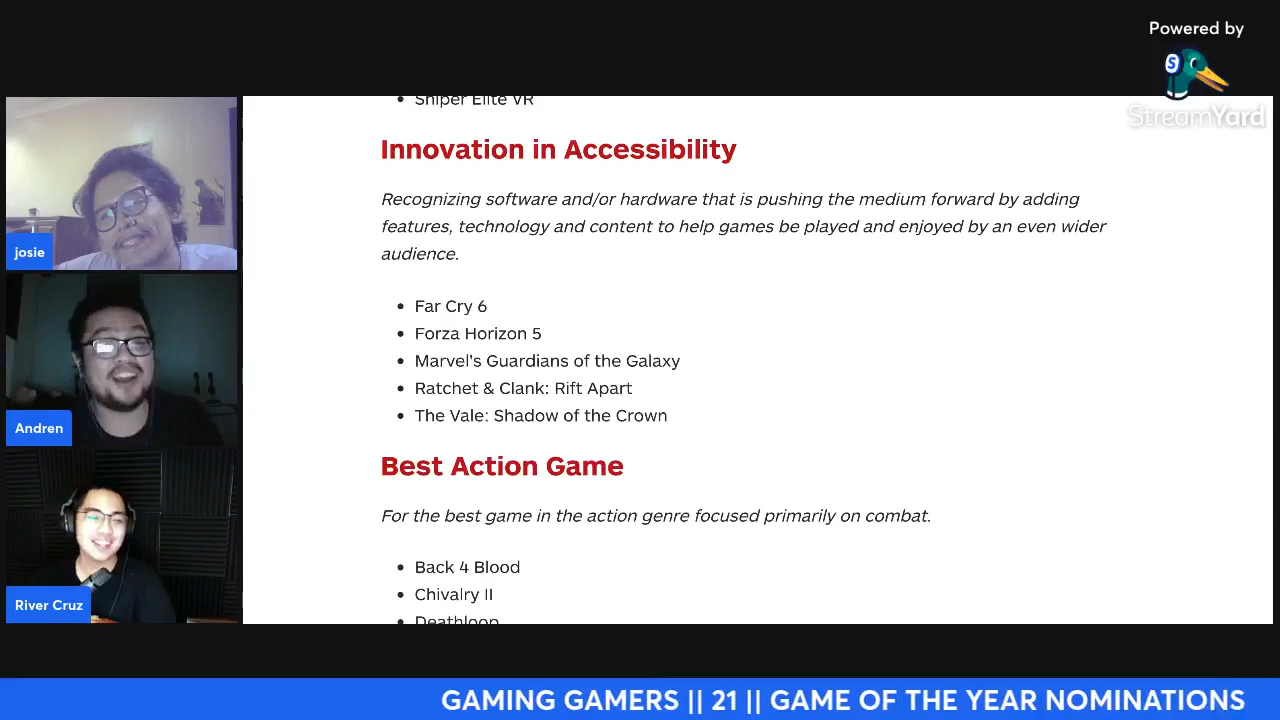 Powered by
StreamYard
Sniper Elite VR
Innovation in Accessibility
Recognizing software and/or hardware that is pushing the medium forward by adding
features, technology and content to help games be played and enjoyed by an even wider
audience.
Far Cry 6
Forza Horizon 5
Marvel's Guardians of the Galaxy
Ratchet & Clank: Rift Apart
The Vale: Shadow of the Crown
Best Action Game
For the best game in the action genre focused primarily on combat.
Back 4 Blood
Chivalry II
Deathloop
josie
Andren
River Cruz
GAMING GAMERS || 21 || GAME OF THE YEAR NOMINATIONS